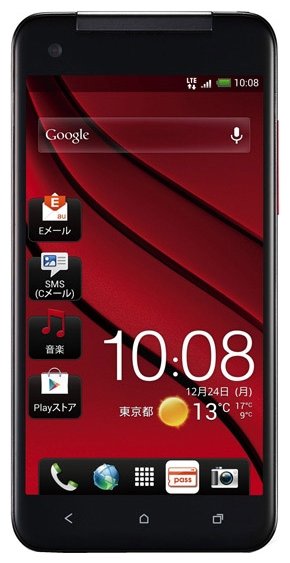 LTE 10:08
Google
au
Eメール
SMS
(Cメール)
音楽
Playストア
10:08
12月24日 (月)
東京都 13°C 17°C
9°C
pass